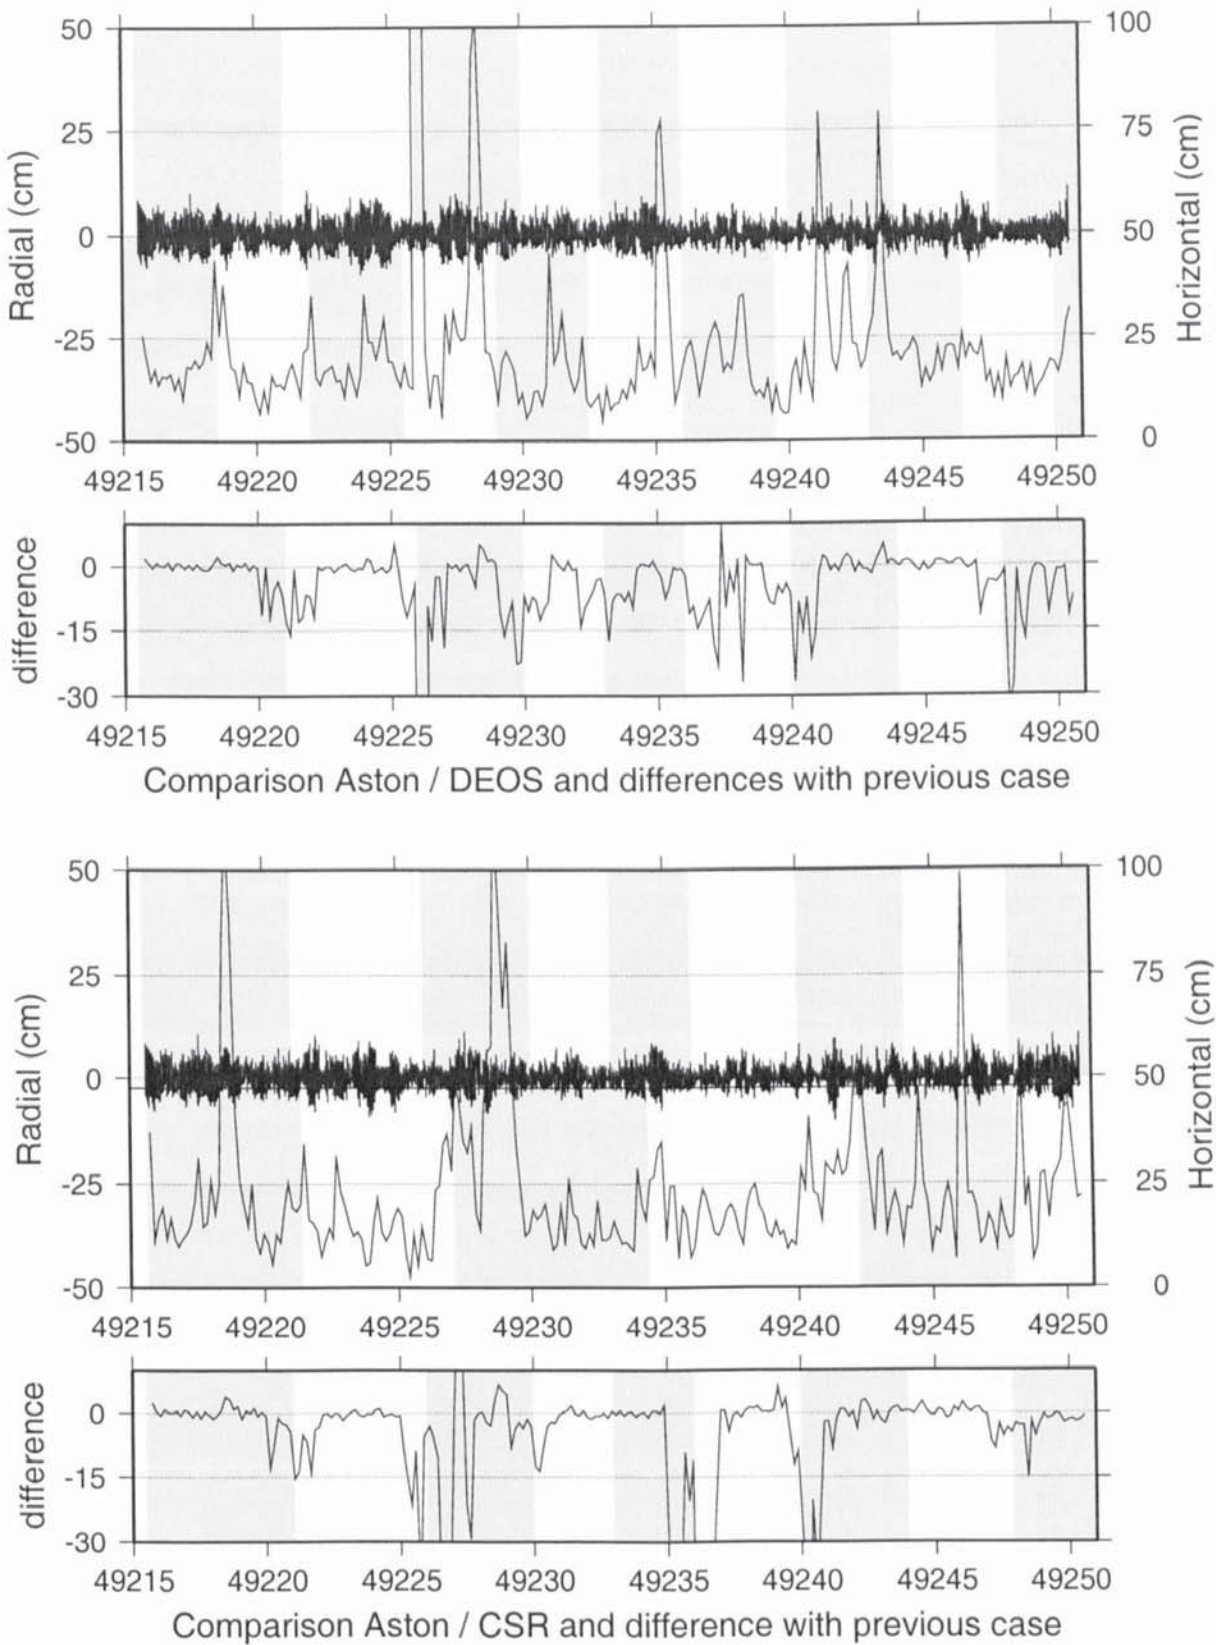 50
25
0
-25
-50
Radial (cm)
100
75
50
25
0
Horizontal (cm)
49215 49220 49225 49230 49235 49240 49245 49250
difference
0
-15
-30
49215 49220 49225 49230 49235 49240 49245 49250
Comparison Aston / DEOS and differences with previous case
50
25
0
-25
-50
Radial (cm)
100
75
50
25
0
Horizontal (cm)
49215 49220 49225 49230 49235 49240 49245 49250
difference
0
-15
-30
49215 49220 49225 49230 49235 49240 49245 49250
Comparison Aston / CSR and difference with previous case